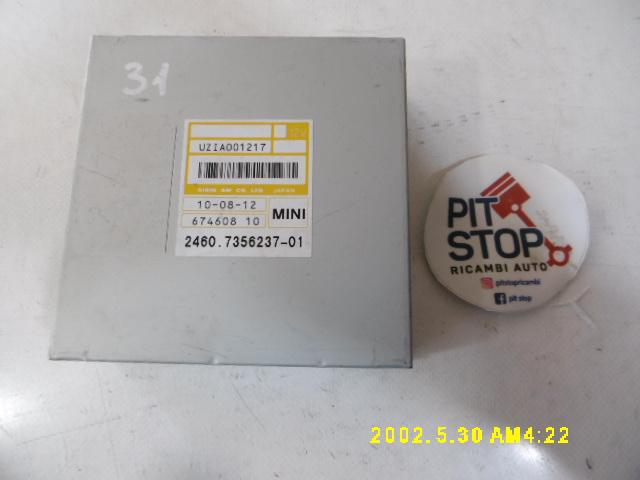 31
12V
UZIA001217
AISIN AW CO., LTD JAPAN
10-08-12
674608 10
MINI
2460.7356237-01
PIT
STOP
RICAMBI AUTO
pitstopricambi
pit stop
2002.5.30 AM4:22